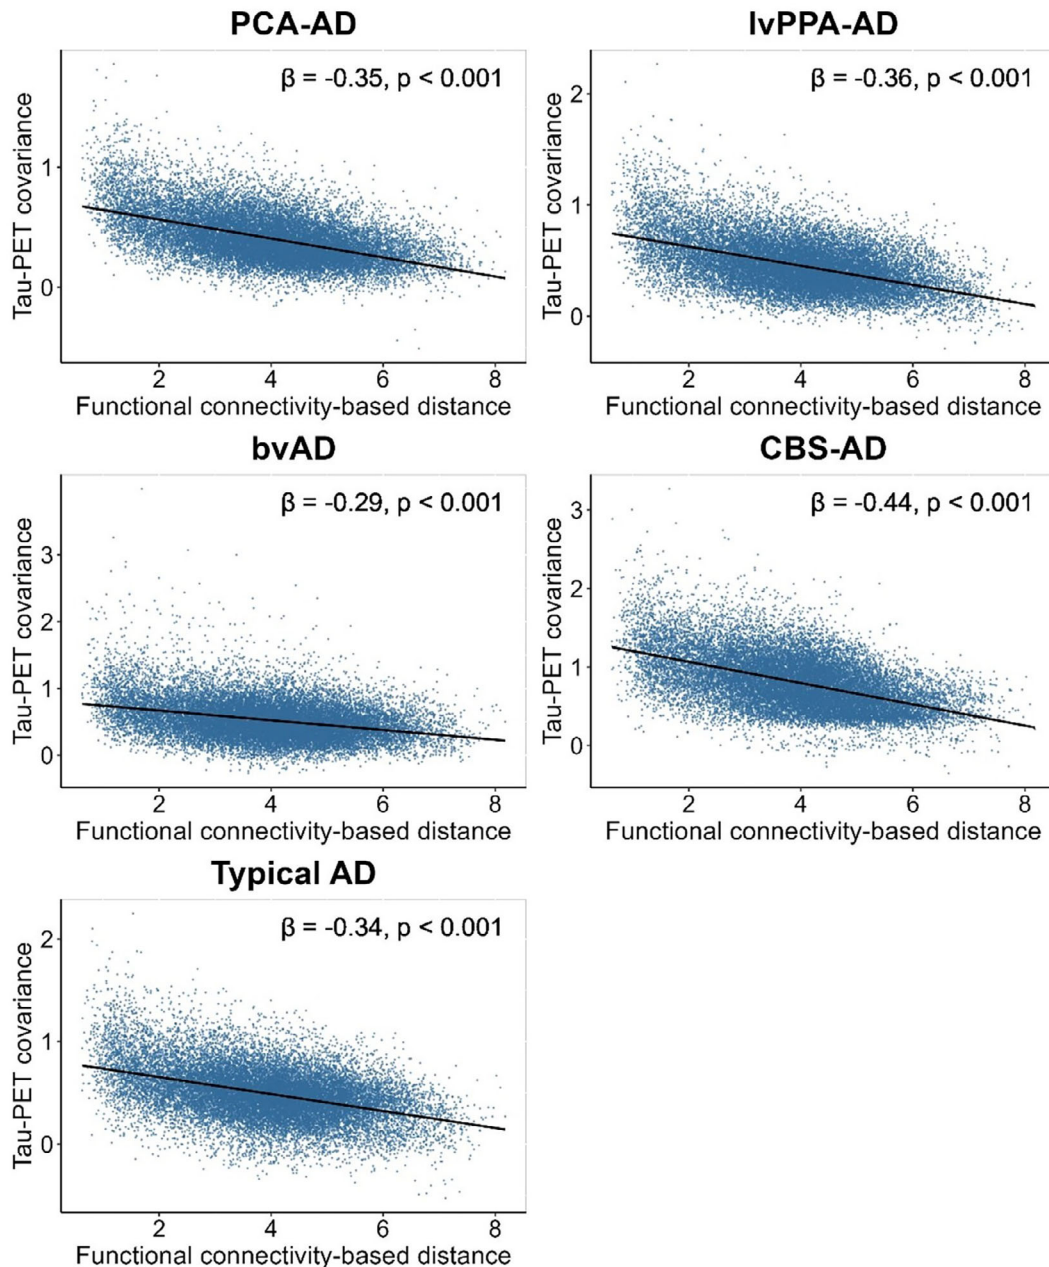 PCA-AD
β = -0.35, p < 0.001
Tau-PET covariance
1
0
2 4 6 8
Functional connectivity-based distance
lvPPA-AD
β = -0.36, p < 0.001
Tau-PET covariance
2
1
0
2 4 6 8
Functional connectivity-based distance
bvAD
β = -0.29, p < 0.001
Tau-PET covariance
3
2
1
0
2 4 6 8
Functional connectivity-based distance
CBS-AD
β = -0.44, p < 0.001
Tau-PET covariance
3
2
1
0
2 4 6 8
Functional connectivity-based distance
Typical AD
β = -0.34, p < 0.001
Tau-PET covariance
2
1
0
2 4 6 8
Functional connectivity-based distance